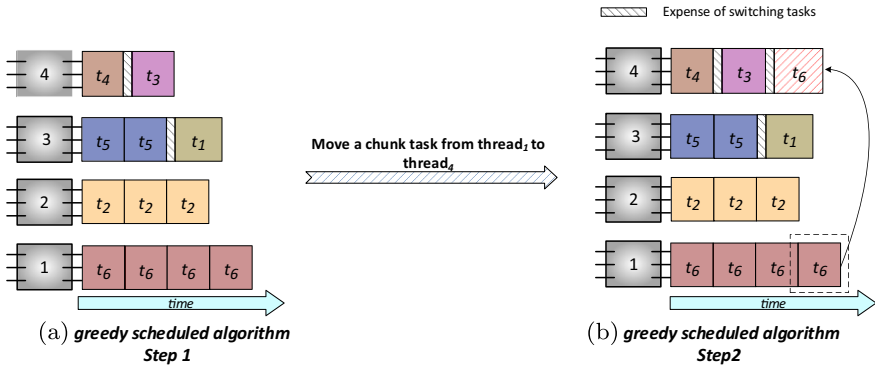 Expense of switching tasks
4 t4 t3
3 t5 t5 t1
2 t2 t2 t2
1 t6 t6 t6 t6
time
(a) greedy scheduled algorithm
Step 1
Move a chunk task from thread1 to
thread4
4 t4 t3 t6
3 t5 t5 t1
2 t2 t2 t2
1 t6 t6 t6 t6
time
(b) greedy scheduled algorithm
Step2